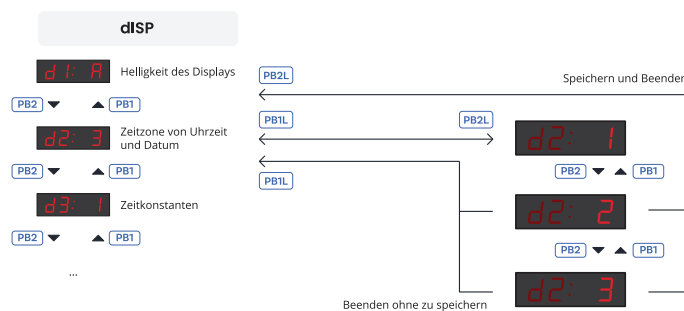 dISP
d1: A
Helligkeit des Displays
PB2L
Speichern und Beenden
PB2
PB1
PB1L
PB2L
d2: 3
Zeitzone von Uhrzeit
und Datum
d2: 1
PB2
PB1
PB1L
PB2
PB1
d3: 1
Zeitkonstanten
d2: 2
PB2
PB1
PB2
PB1
...
d2: 3
Beenden ohne zu speichern